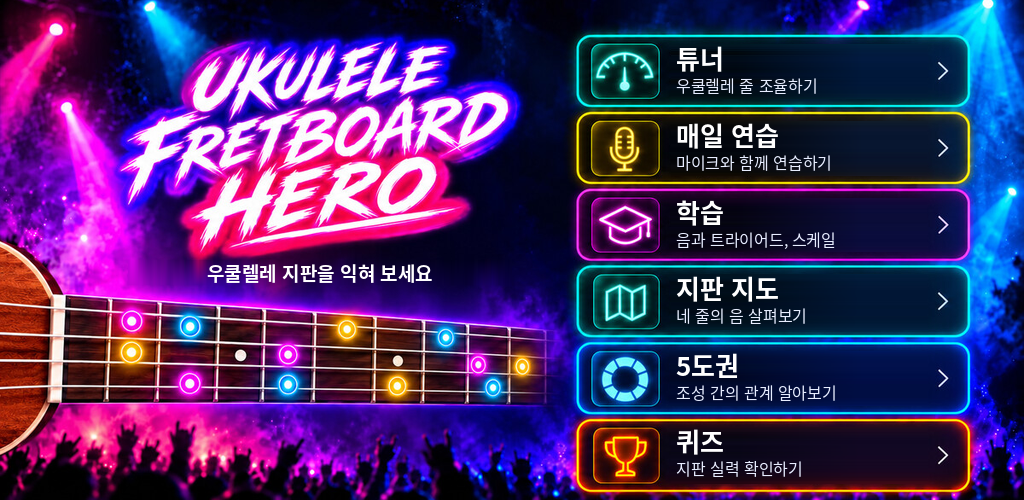 UKULELE
FRETBOARD
HERO
우쿨렐레 지판을 익혀 보세요
튜너
우쿨렐레 줄 조율하기
매일 연습
마이크와 함께 연습하기
학습
음과 트라이어드, 스케일
지판 지도
네 줄의 음 살펴보기
5도권
조성 간의 관계 알아보기
퀴즈
지판 실력 확인하기